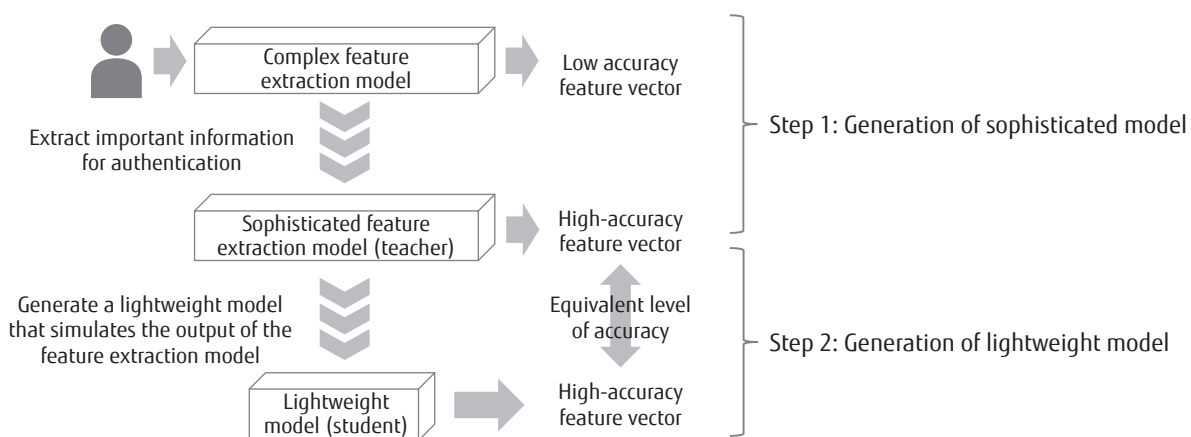 Complex feature
extraction model
Low accuracy
feature vector
Extract important information
for authentication
Step 1: Generation of sophisticated model
Sophisticated feature
extraction model (teacher)
High-accuracy
feature vector
Generate a lightweight model
that simulates the output of the
feature extraction model
Equivalent level
of accuracy
Step 2: Generation of lightweight model
Lightweight
model (student)
High-accuracy
feature vector